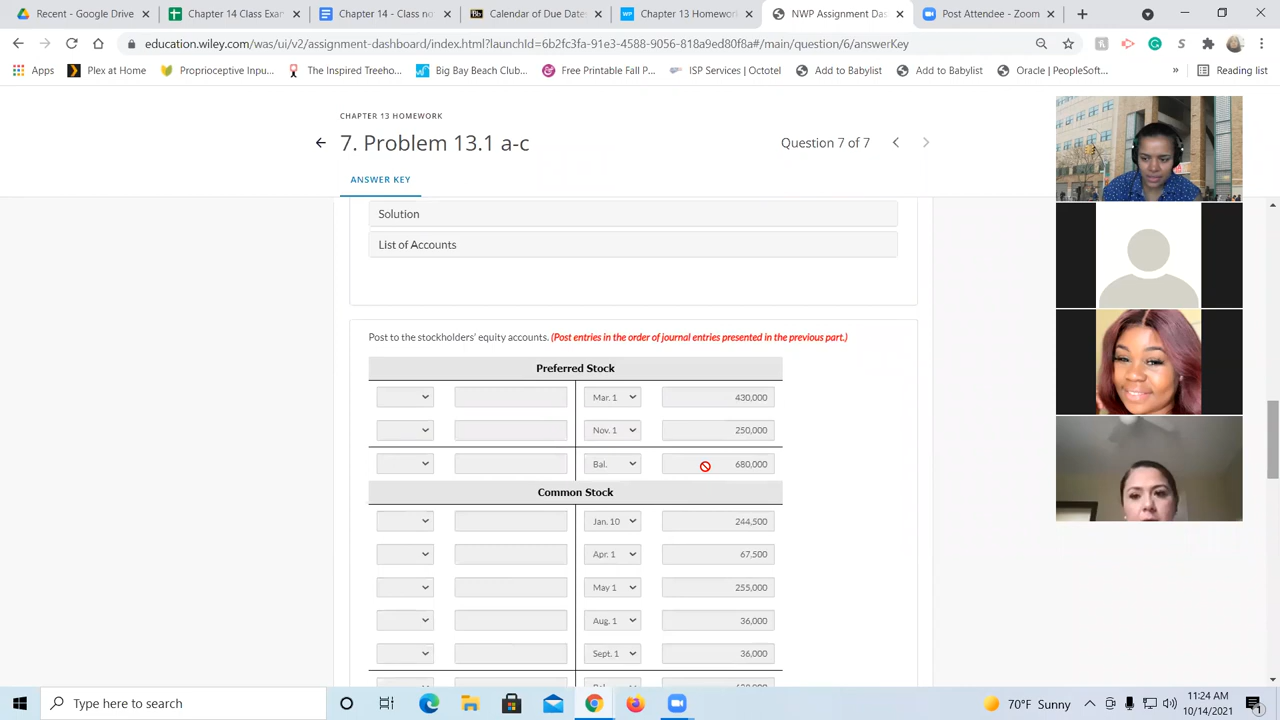 Recent - Google Drive
Chapter 14 Class Exam
Chapter 14 - Class no
Calendar of Due Date
Chapter 13 Homework
NWP Assignment Das
Post Attendee - Zoom
education.wiley.com/was/ui/v2/assignment-dashboard/index.html?launchId=6b2fc3fa-91e3-4588-9056-81b3acd80f8a#/main/question/6/answerKey
Apps
Plex at Home
Proprioceptive Inpu...
The Inspired Treeho...
Big Bay Beach Club...
Free Printable Fall P...
ISP Services | Octotel
Add to Babylist
Add to Babylist
Oracle | PeopleSoft...
»
Reading list
CHAPTER 13 HOMEWORK
7. Problem 13.1 a-c
Question 7 of 7
ANSWER KEY
Solution
List of Accounts
Post to the stockholders' equity accounts. (Post entries in the order of journal entries presented in the previous part.)
Preferred Stock
Mar. 1 430,000
Nov. 1 250,000
Bal. 680,000
Common Stock
Jan. 10 244,500
Apr. 1 67,500
May 1 255,000
Aug. 1 36,000
Sept. 1 36,000
Type here to search
70°F Sunny
11:24 AM
10/14/2021
1